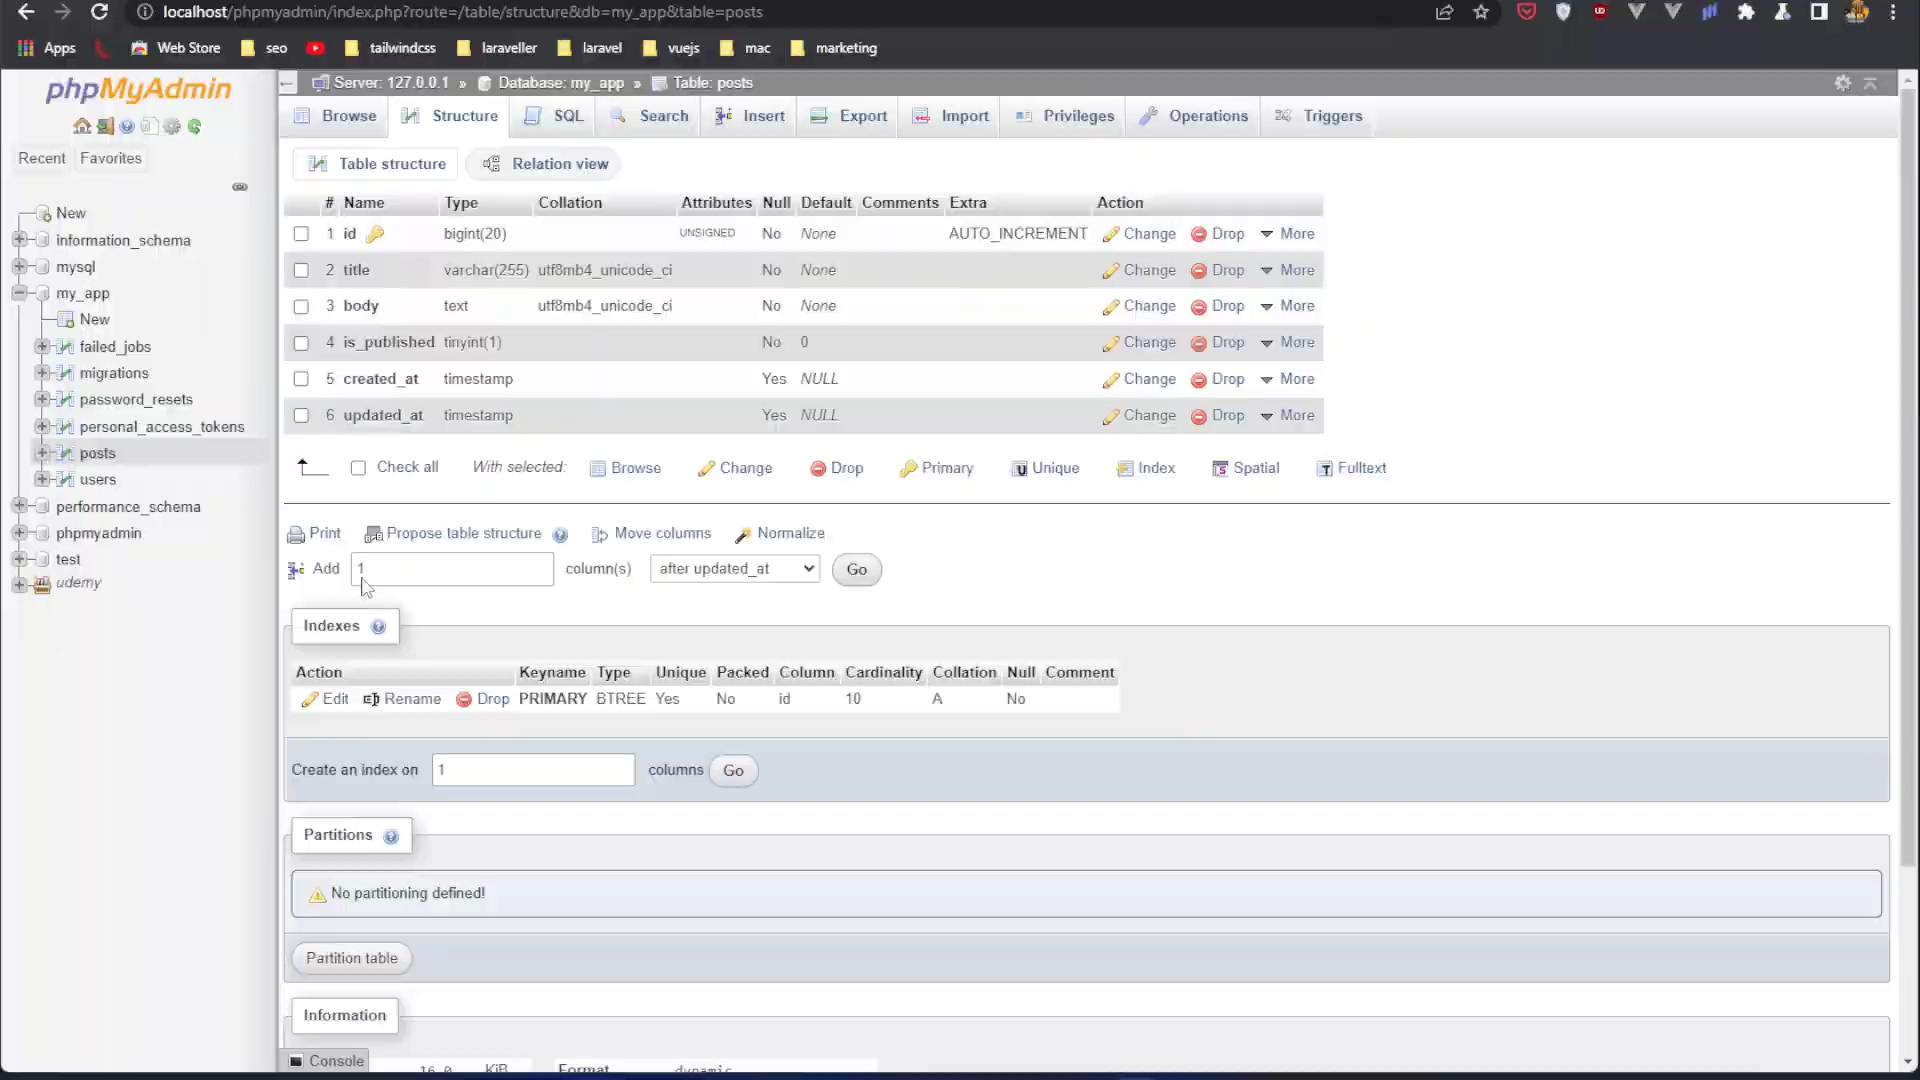 localhost/phpmyadmin/index.php?route=/table/structure&db=my_app&table=posts
Apps Web Store seo tailwindcss laraveller laravel vuejs mac marketing
phpMyAdmin
Recent Favorites
New
information_schema
mysql
my_app
New
failed_jobs
migrations
password_resets
personal_access_tokens
posts
users
performance_schema
phpmyadmin
test
udemy
Server: 127.0.0.1 » Database: my_app » Table: posts
Browse Structure SQL Search Insert Export Import Privileges Operations Triggers
Table structure Relation view
# Name Type Collation Attributes Null Default Comments Extra Action
1 id bigint(20) UNSIGNED No None AUTO_INCREMENT Change Drop More
2 title varchar(255) utf8mb4_unicode_ci No None Change Drop More
3 body text utf8mb4_unicode_ci No None Change Drop More
4 is_published tinyint(1) No 0 Change Drop More
5 created_at timestamp Yes NULL Change Drop More
6 updated_at timestamp Yes NULL Change Drop More
Check all With selected: Browse Change Drop Primary Unique Index Spatial Fulltext
Print Propose table structure Move columns Normalize
Add 1 column(s) after updated_at Go
Indexes
Action Keyname Type Unique Packed Column Cardinality Collation Null Comment
Edit Rename Drop PRIMARY BTREE Yes No id 10 A No
Create an index on 1 columns Go
Partitions
No partitioning defined!
Partition table
Information
Console
16.0 KiB Format dynamic